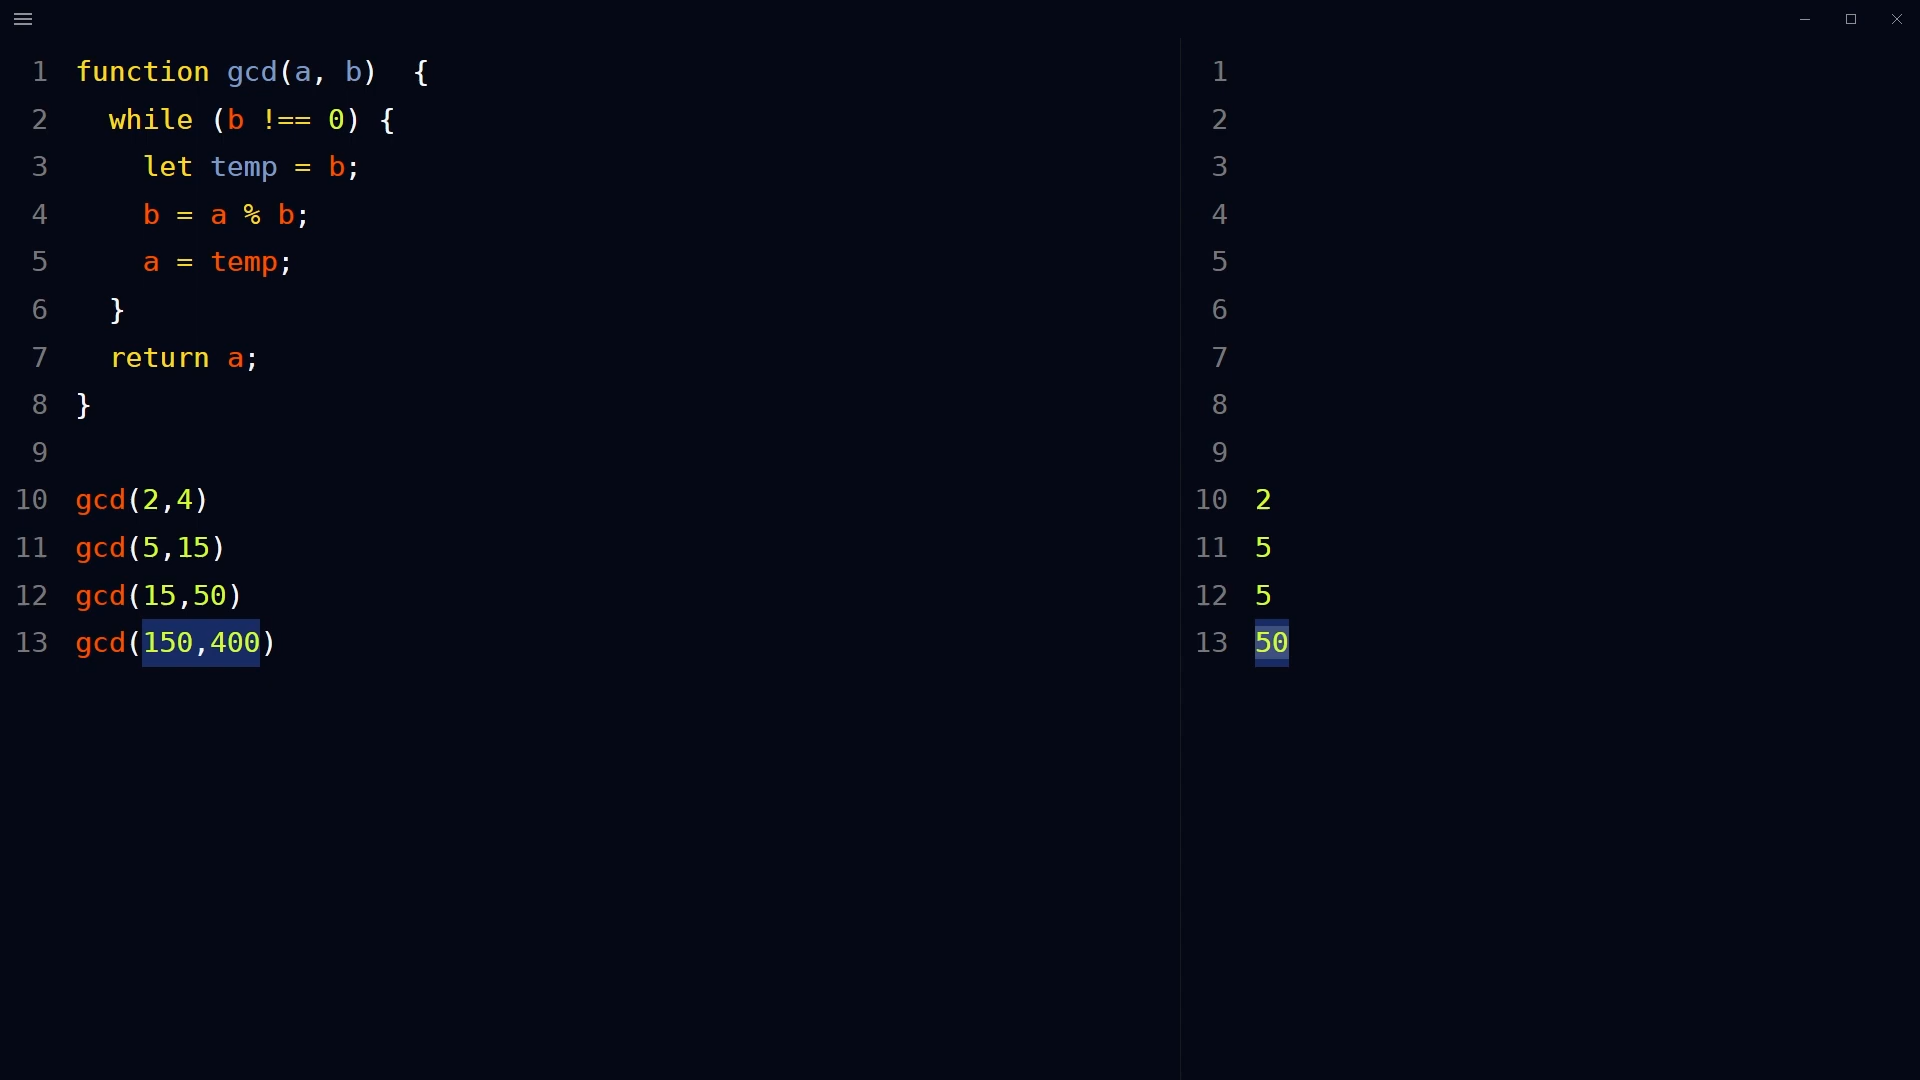 1 function gcd(a, b)  {
2   while (b !== 0) {
3     let temp = b;
4     b = a % b;
5     a = temp;
6   }
7   return a;
8 }
9
10 gcd(2,4)
11 gcd(5,15)
12 gcd(15,50)
13 gcd(150,400)
1
2
3
4
5
6
7
8
9
10 2
11 5
12 5
13 50